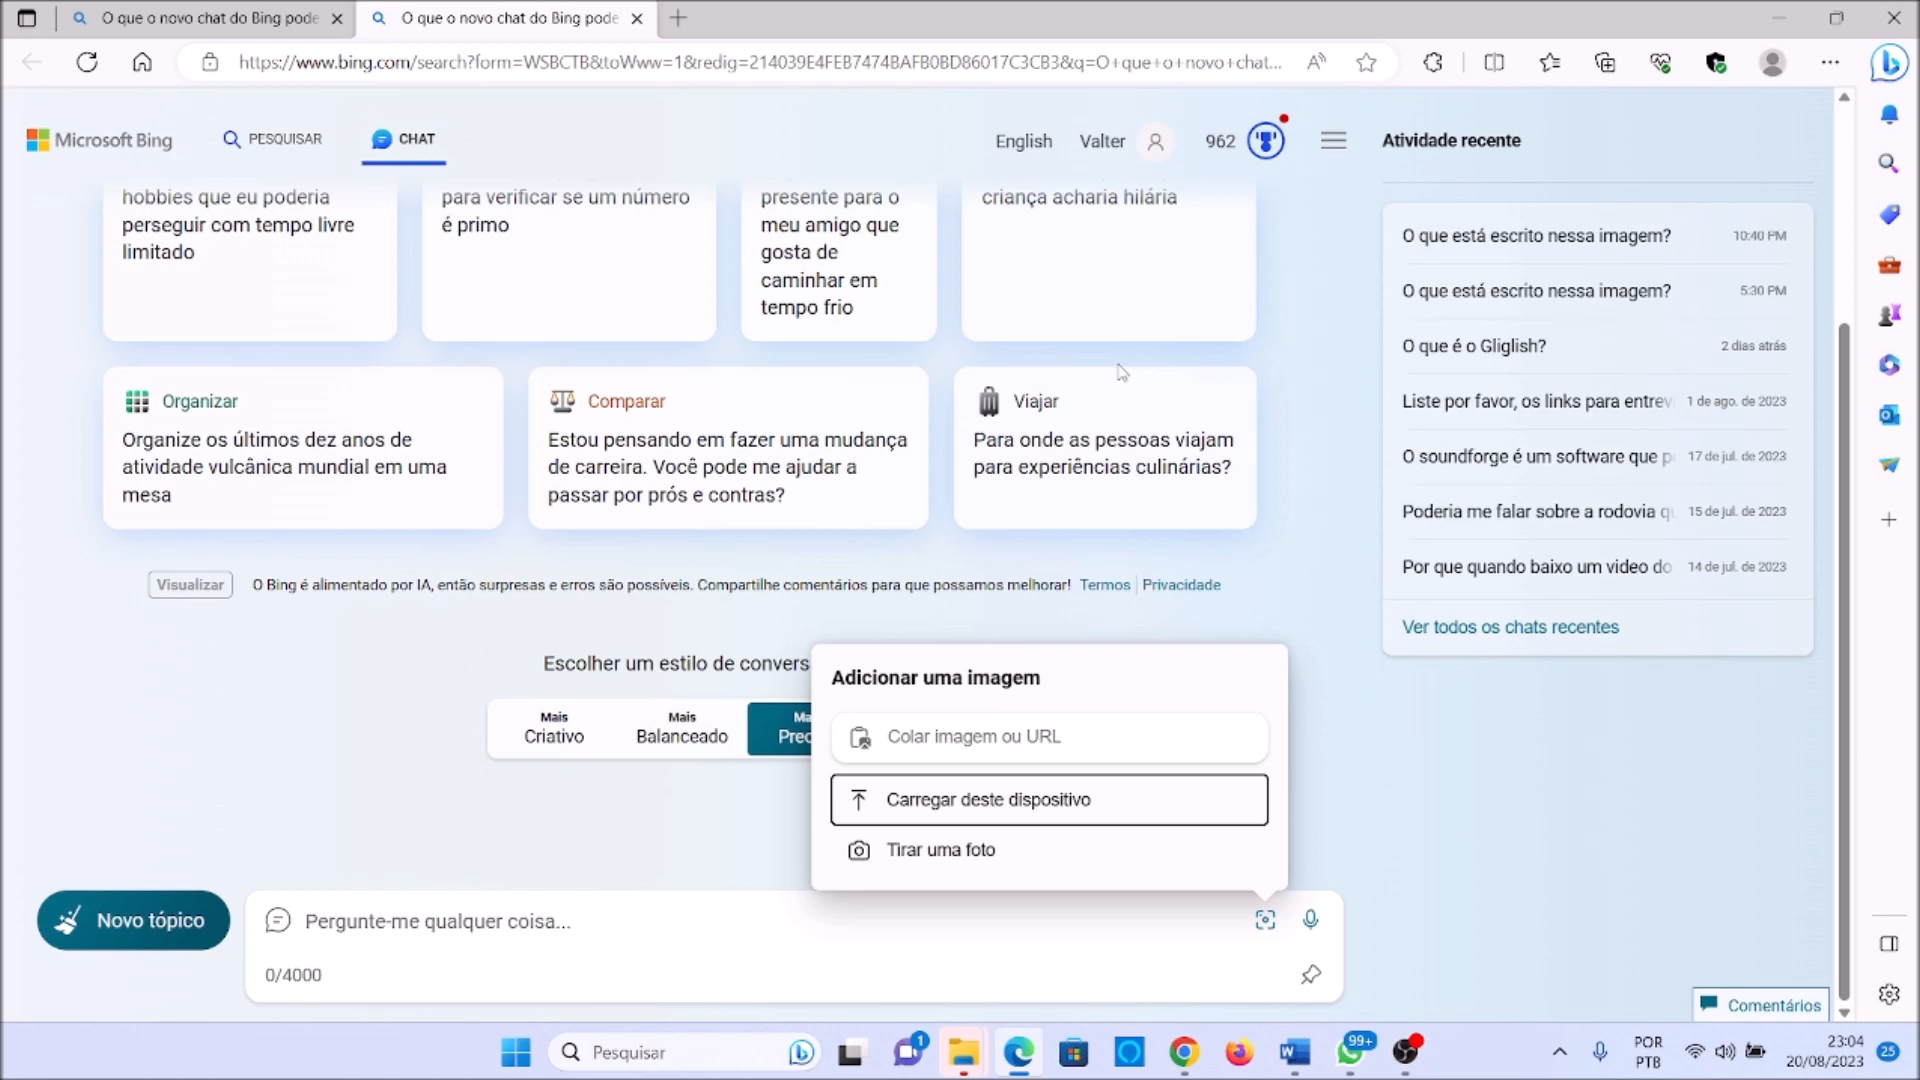 O que o novo chat do Bing pode
O que o novo chat do Bing pode
https://www.bing.com/search?form=WSBCTB&toWww=1&redig=214039E4FEB7474BAFB0BD86017C3CB3&q=O+que+o+novo+chat...
Microsoft Bing
PESQUISAR
CHAT
English
Valter
962
hobbies que eu poderia
perseguir com tempo livre
limitado
para verificar se um número
é primo
presente para o
meu amigo que
gosta de
caminhar em
tempo frio
criança acharia hilária
Organizar
Organize os últimos dez anos de
atividade vulcânica mundial em uma
mesa
Comparar
Estou pensando em fazer uma mudança
de carreira. Você pode me ajudar a
passar por prós e contras?
Viajar
Para onde as pessoas viajam
para experiências culinárias?
Visualizar
O Bing é alimentado por IA, então surpresas e erros são possíveis. Compartilhe comentários para que possamos melhorar! Termos Privacidade
Escolher um estilo de convers
Mais
Criativo
Mais
Balanceado
Ma
Prec
Adicionar uma imagem
Colar imagem ou URL
Carregar deste dispositivo
Tirar uma foto
Novo tópico
Pergunte-me qualquer coisa...
0/4000
Atividade recente
O que está escrito nessa imagem? 10:40 PM
O que está escrito nessa imagem? 5:30 PM
O que é o Gliglish? 2 dias atrás
Liste por favor, os links para entrev 1 de ago. de 2023
O soundforge é um software que p 17 de jul. de 2023
Poderia me falar sobre a rodovia q 15 de jul. de 2023
Por que quando baixo um video do 14 de jul. de 2023
Ver todos os chats recentes
Comentários
Pesquisar
1
99+
POR
PTB
23:04
20/08/2023
25